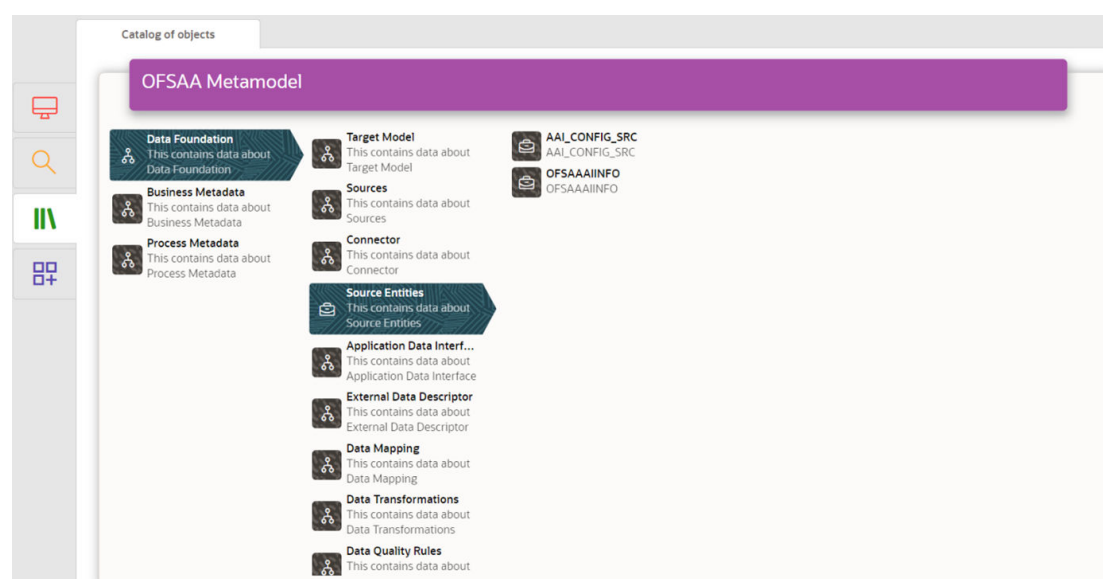 Catalog of objects
OFSAA Metamodel
Data Foundation
This contains data about
Data Foundation
Business Metadata
This contains data about
Business Metadata
Process Metadata
This contains data about
Process Metadata
Target Model
This contains data about
Target Model
Sources
This contains data about
Sources
Connector
This contains data about
Connector
Source Entities
This contains data about
Source Entities
Application Data Interf...
This contains data about
Application Data Interface
External Data Descriptor
This contains data about
External Data Descriptor
Data Mapping
This contains data about
Data Mapping
Data Transformations
This contains data about
Data Transformations
Data Quality Rules
This contains data about
AAI_CONFIG_SRC
AAI_CONFIG_SRC
OFSAAAIINFO
OFSAAAIINFO